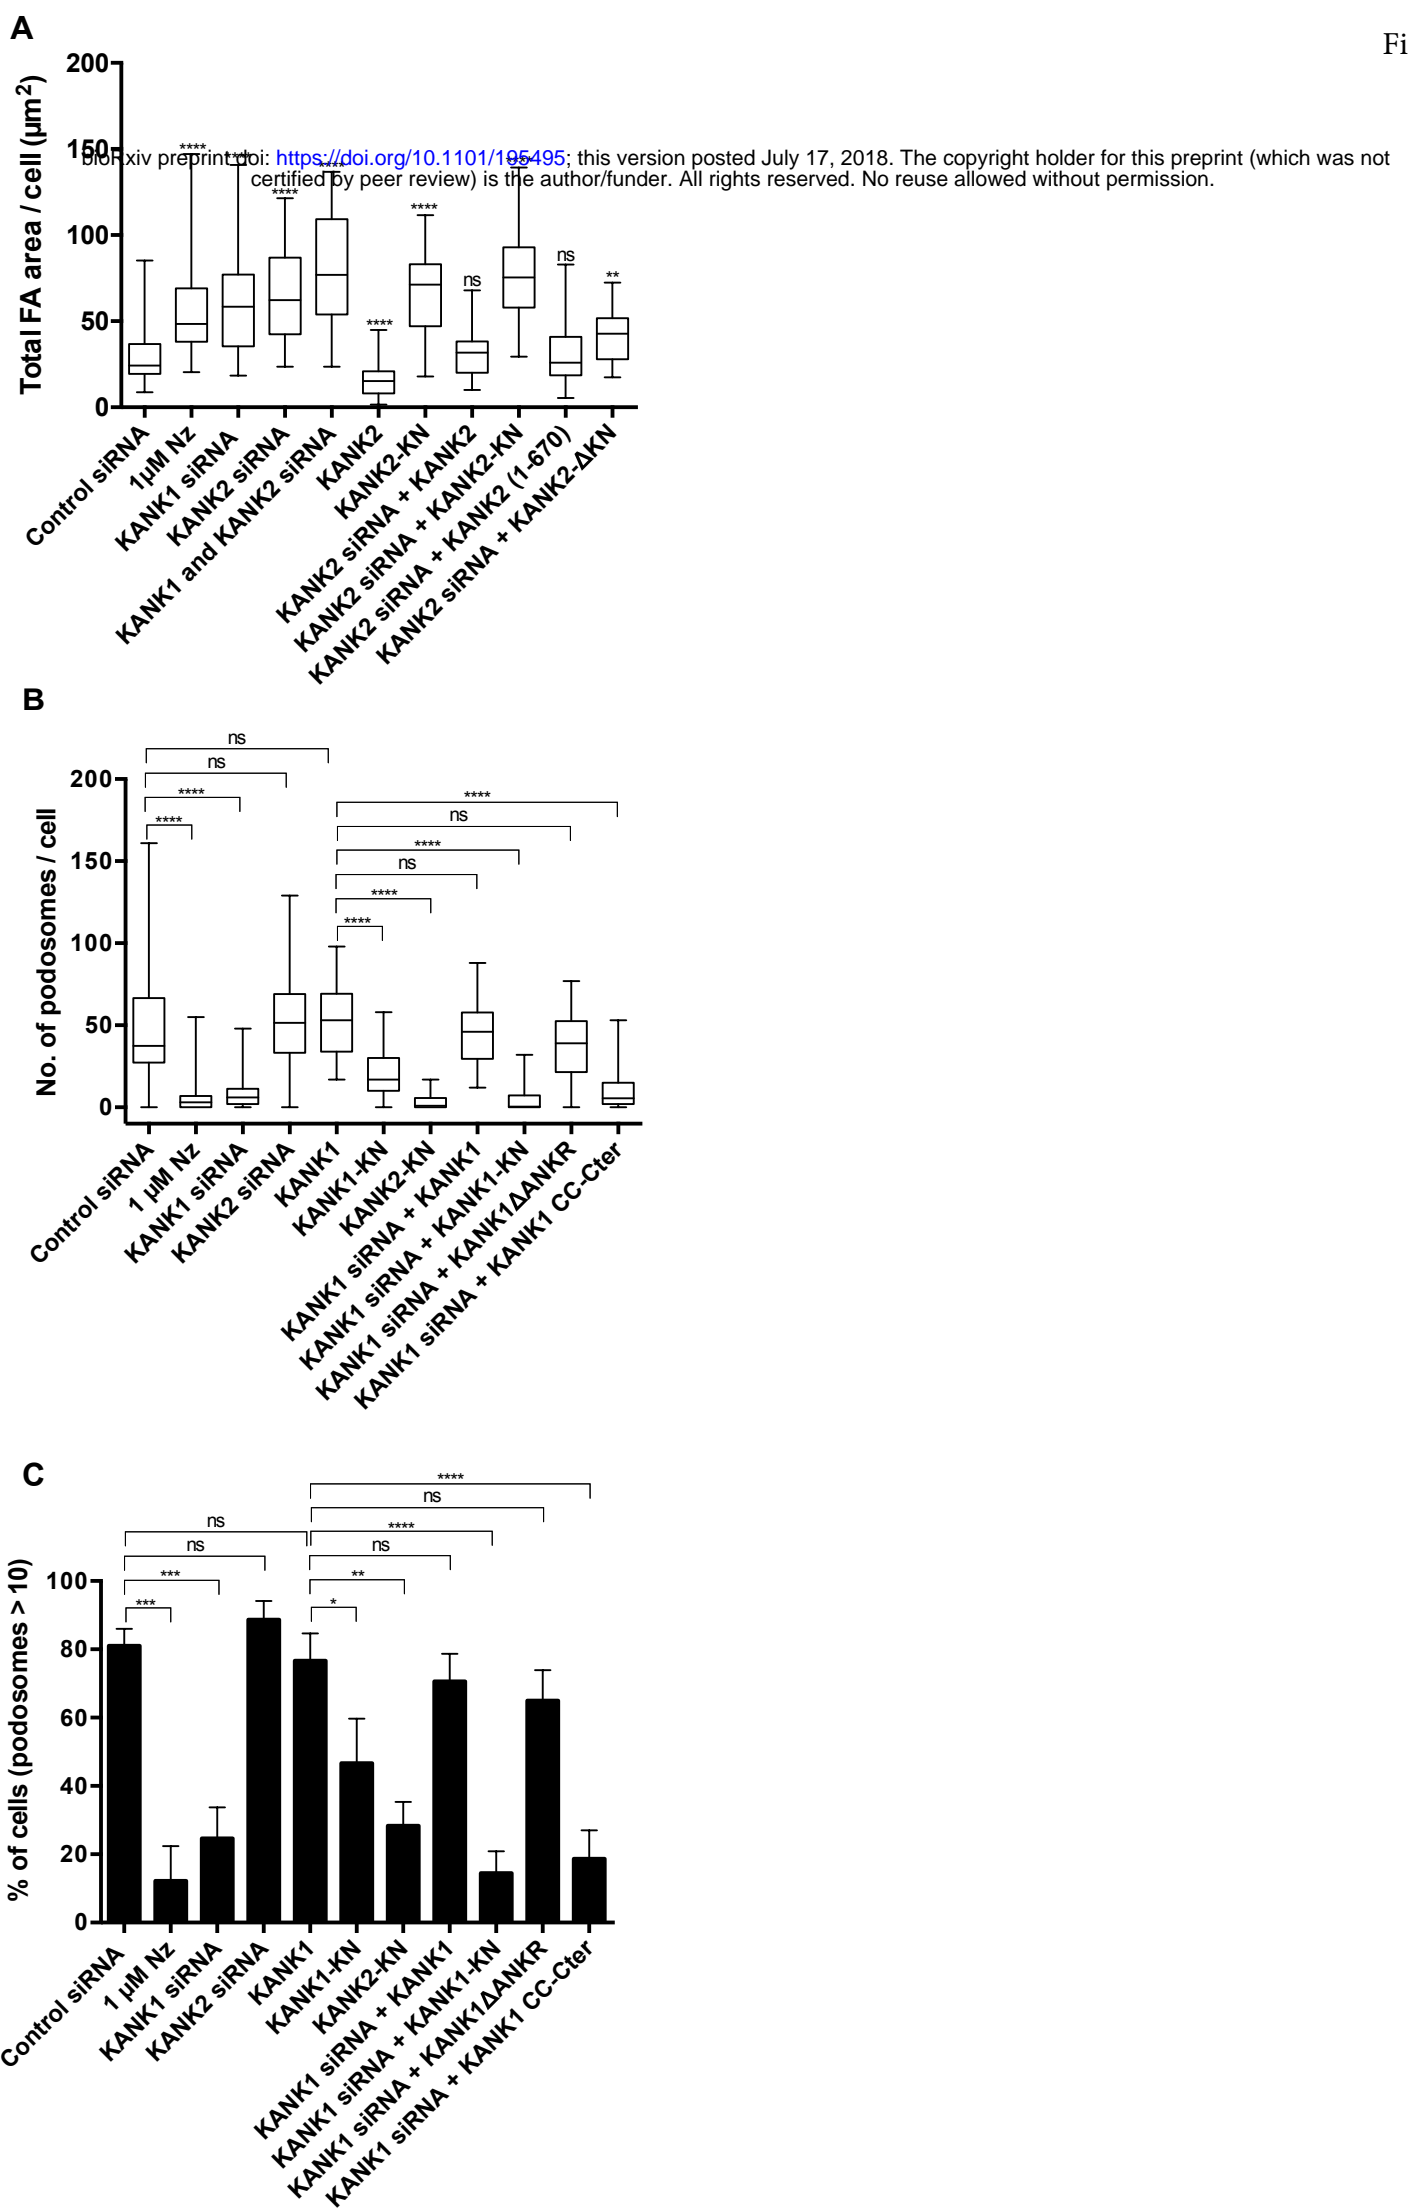 A
Fi
Total FA area / cell (µm2)
200
150
100
50
0
bioRxiv preprint doi: https://doi.org/10.1101/195495; this version posted July 17, 2018. The copyright holder for this preprint (which was not
certified by peer review) is the author/funder. All rights reserved. No reuse allowed without permission.
****
****
****
****
****
****
ns
****
ns
**
Control siRNA
1µM Nz
KANK1 siRNA
KANK2 siRNA
KANK1 and KANK2 siRNA
KANK2
KANK2-KN
KANK2 siRNA + KANK2
KANK2 siRNA + KANK2-KN
KANK2 siRNA + KANK2 (1-670)
KANK2 siRNA + KANK2-ΔKN
B
No. of podosomes / cell
200
150
100
50
0
ns
ns
****
****
****
ns
****
ns
****
****
Control siRNA
1 µM Nz
KANK1 siRNA
KANK2 siRNA
KANK1
KANK1-KN
KANK2-KN
KANK1 siRNA + KANK1
KANK1 siRNA + KANK1-KN
KANK1 siRNA + KANK1ΔANKR
KANK1 siRNA + KANK1 CC-Cter
C
% of cells (podosomes > 10)
100
80
60
40
20
0
ns
ns
***
***
****
ns
****
ns
**
*
Control siRNA
1 µM Nz
KANK1 siRNA
KANK2 siRNA
KANK1
KANK1-KN
KANK2-KN
KANK1 siRNA + KANK1
KANK1 siRNA + KANK1-KN
KANK1 siRNA + KANK1ΔANKR
KANK1 siRNA + KANK1 CC-Cter